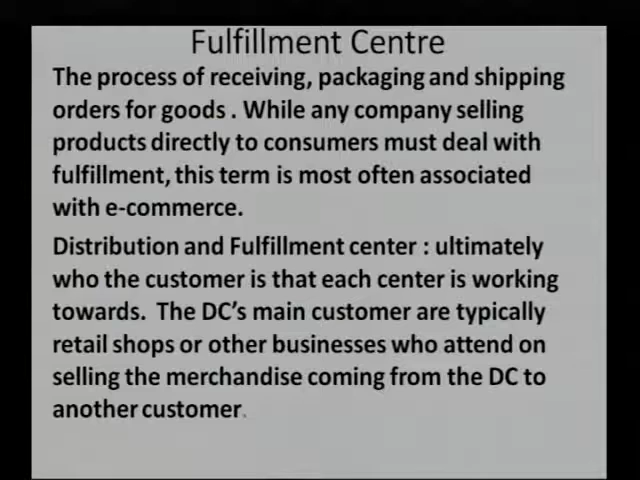 Fulfillment Centre
The process of receiving, packaging and shipping
orders for goods . While any company selling
products directly to consumers must deal with
fulfillment, this term is most often associated
with e-commerce.
Distribution and Fulfillment center : ultimately
who the customer is that each center is working
towards.  The DC’s main customer are typically
retail shops or other businesses who attend on
selling the merchandise coming from the DC to
another customer.